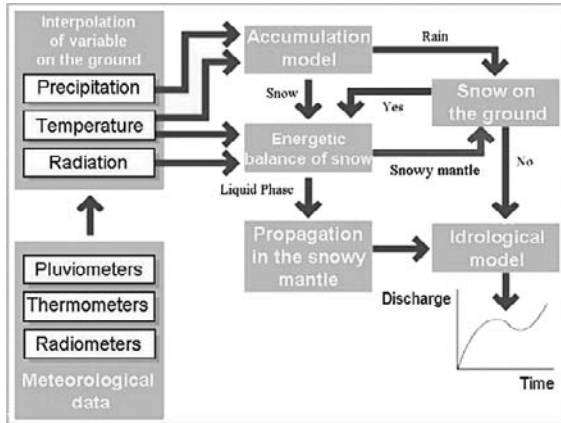 Interpolation
of variable
on the ground
Precipitation
Temperature
Radiation
Pluviometers
Thermometers
Radiometers
Meteorological
data
Accumulation
model
Rain
Snow
Yes
Snow on
the ground
Energetic
balance of snow
Snowy mantle
No
Liquid Phase
Propagation
in the snowy
mantle
Idrological
model
Discharge
Time